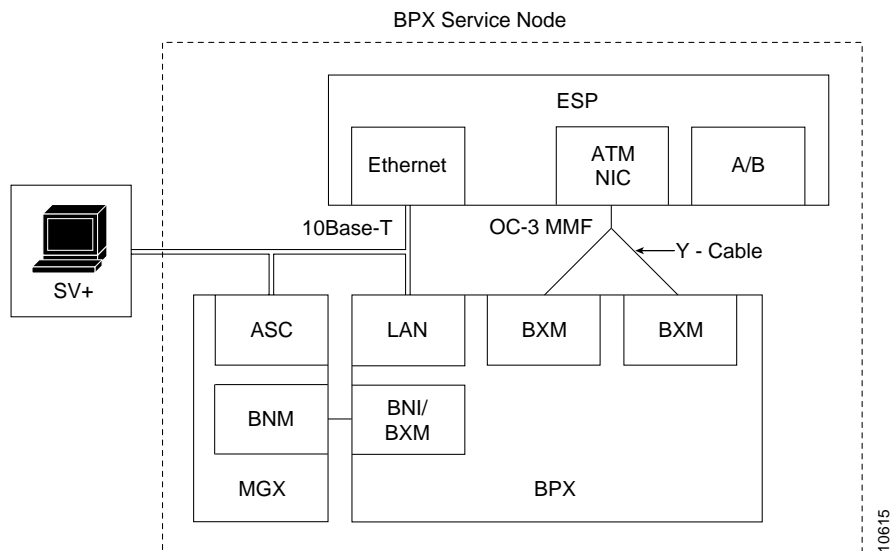 BPX Service Node
ESP
Ethernet
ATM
NIC
A/B
10Base-T
OC-3 MMF
Y - Cable
SV+
ASC
LAN
BXM
BXM
BNM
BNI/
BXM
MGX
BPX
10615